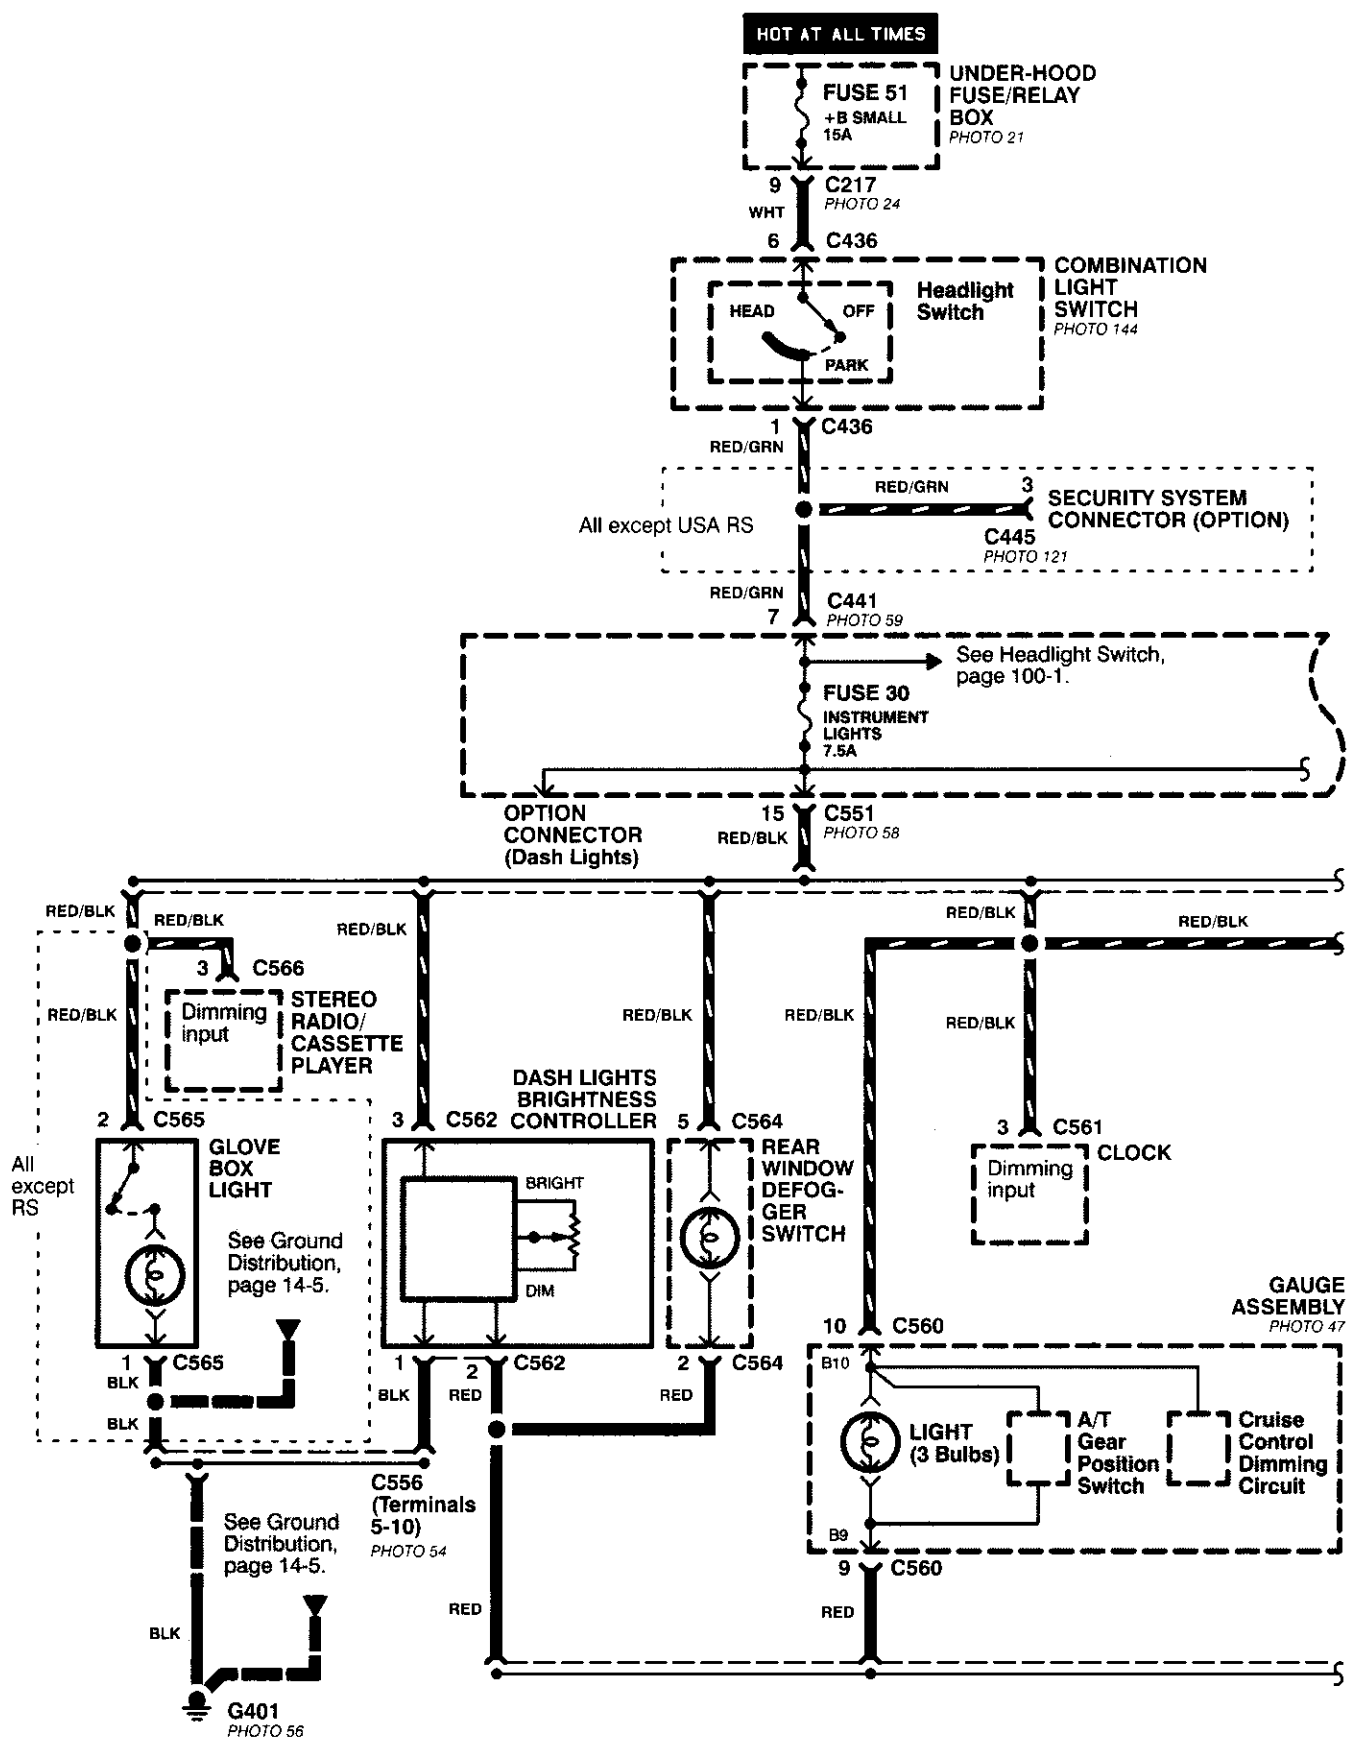 HOT AT ALL TIMES
UNDER-HOOD
FUSE/RELAY
BOX
PHOTO 21
FUSE 51
+B SMALL
15A
9
C217
PHOTO 24
WHT
6
C436
COMBINATION
LIGHT
SWITCH
PHOTO 144
Headlight
Switch
HEAD
OFF
PARK
1
C436
RED/GRN
RED/GRN
3
SECURITY SYSTEM
CONNECTOR (OPTION)
All except USA RS
C445
PHOTO 121
RED/GRN
7
C441
PHOTO 59
See Headlight Switch,
page 100-1.
FUSE 30
INSTRUMENT
LIGHTS
7.5A
OPTION
CONNECTOR
(Dash Lights)
15
C551
PHOTO 58
RED/BLK
RED/BLK
RED/BLK
RED/BLK
RED/BLK
RED/BLK
3
C566
Dimming
input
STEREO
RADIO/
CASSETTE
PLAYER
RED/BLK
RED/BLK
RED/BLK
RED/BLK
DASH LIGHTS
BRIGHTNESS
CONTROLLER
2
C565
3
C562
5
C564
3
C561
GLOVE
BOX
LIGHT
All
except
RS
BRIGHT
DIM
REAR
WINDOW
DEFOG-
GER
SWITCH
Dimming
input
CLOCK
See Ground
Distribution,
page 14-5.
GAUGE
ASSEMBLY
PHOTO 47
10
C560
1
C565
1
2
C562
2
C564
BLK
BLK
BLK
RED
RED
B10
LIGHT
(3 Bulbs)
A/T
Gear
Position
Switch
Cruise
Control
Dimming
Circuit
B9
C556
(Terminals
5-10)
PHOTO 54
See Ground
Distribution,
page 14-5.
9
C560
RED
RED
BLK
G401
PHOTO 56